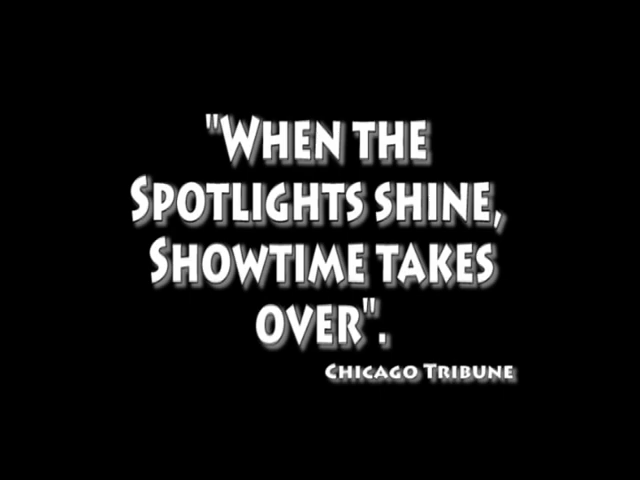 "When the
Spotlights shine,
Showtime takes
over".
Chicago Tribune